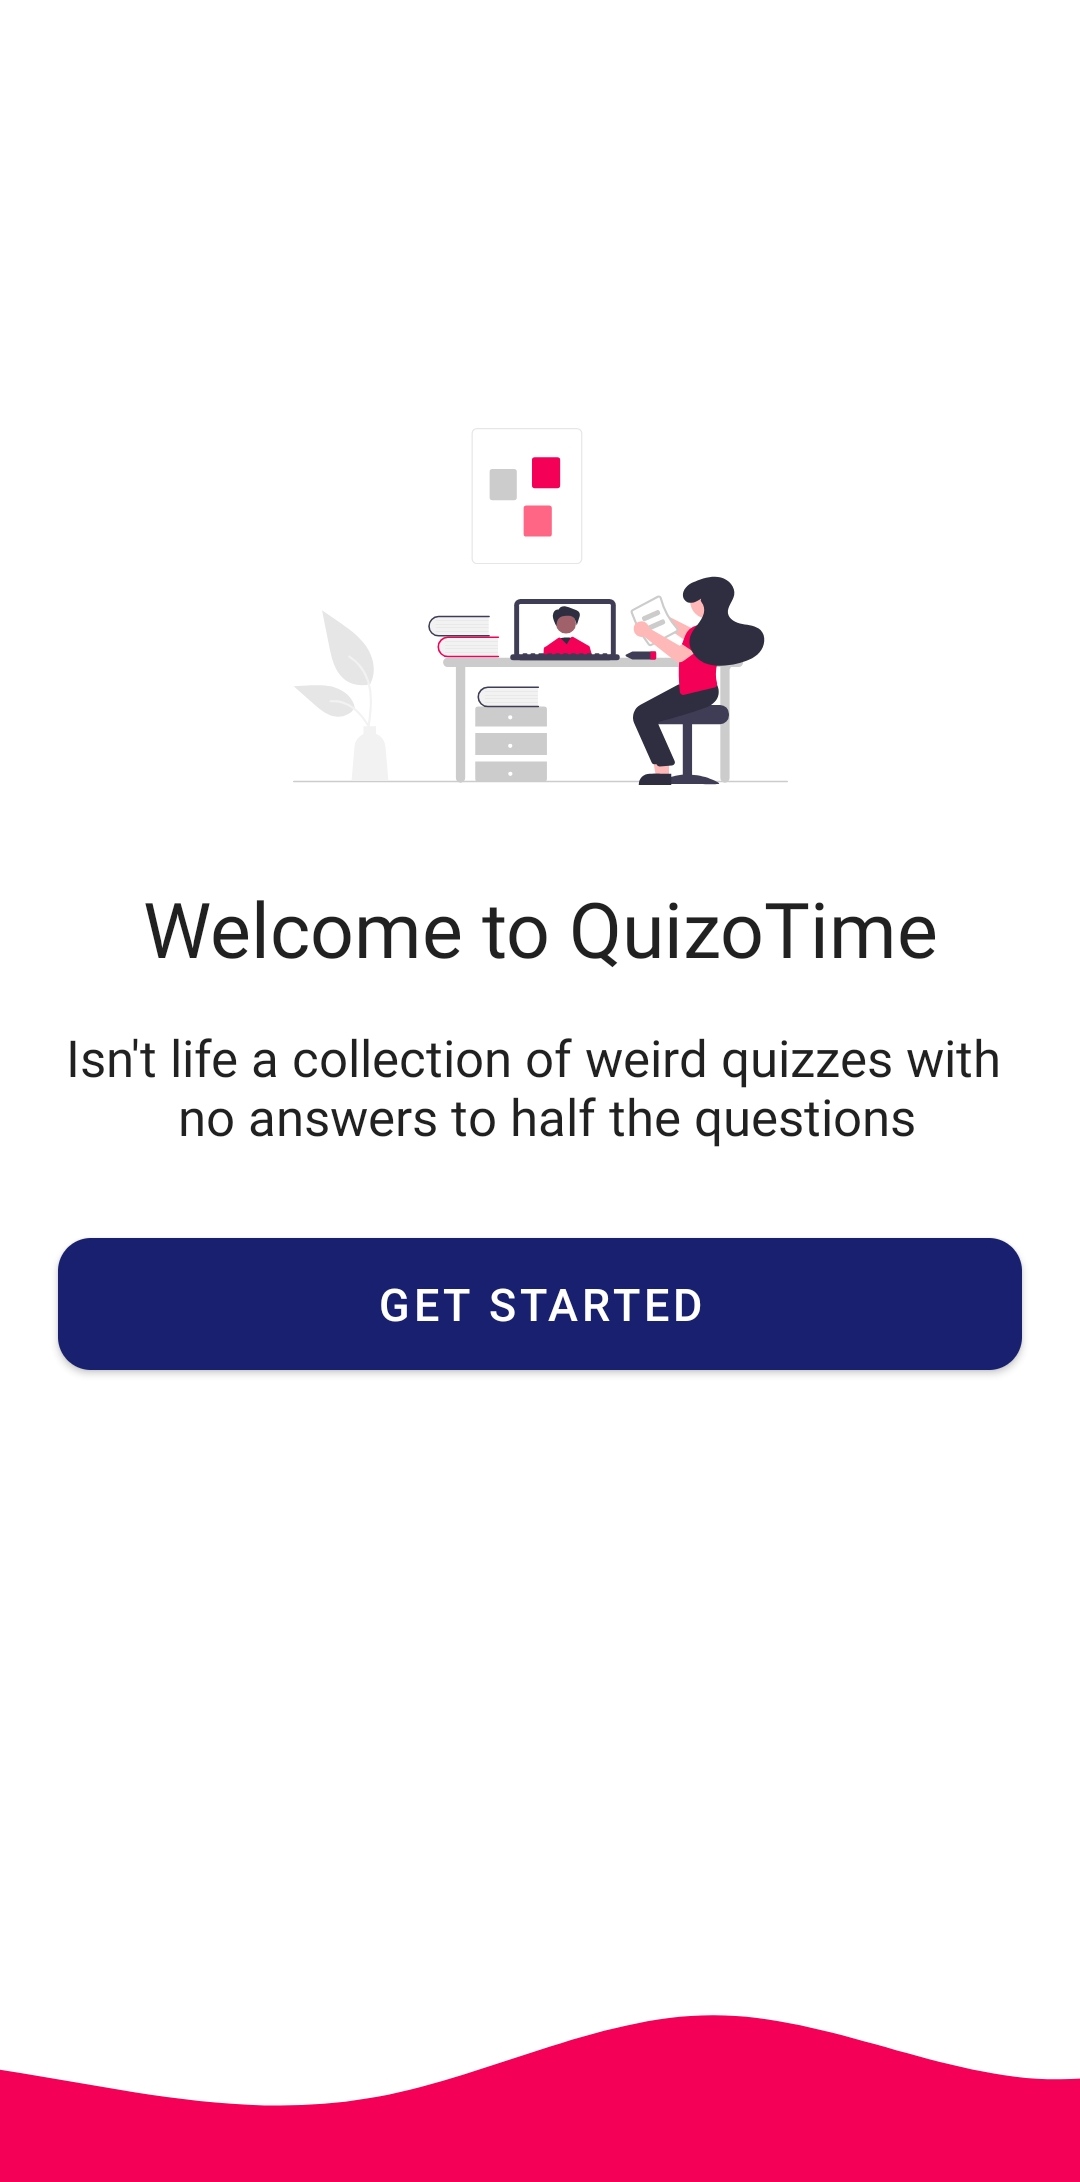 Welcome to QuizoTime
Isn't life a collection of weird quizzes with
no answers to half the questions
GET STARTED